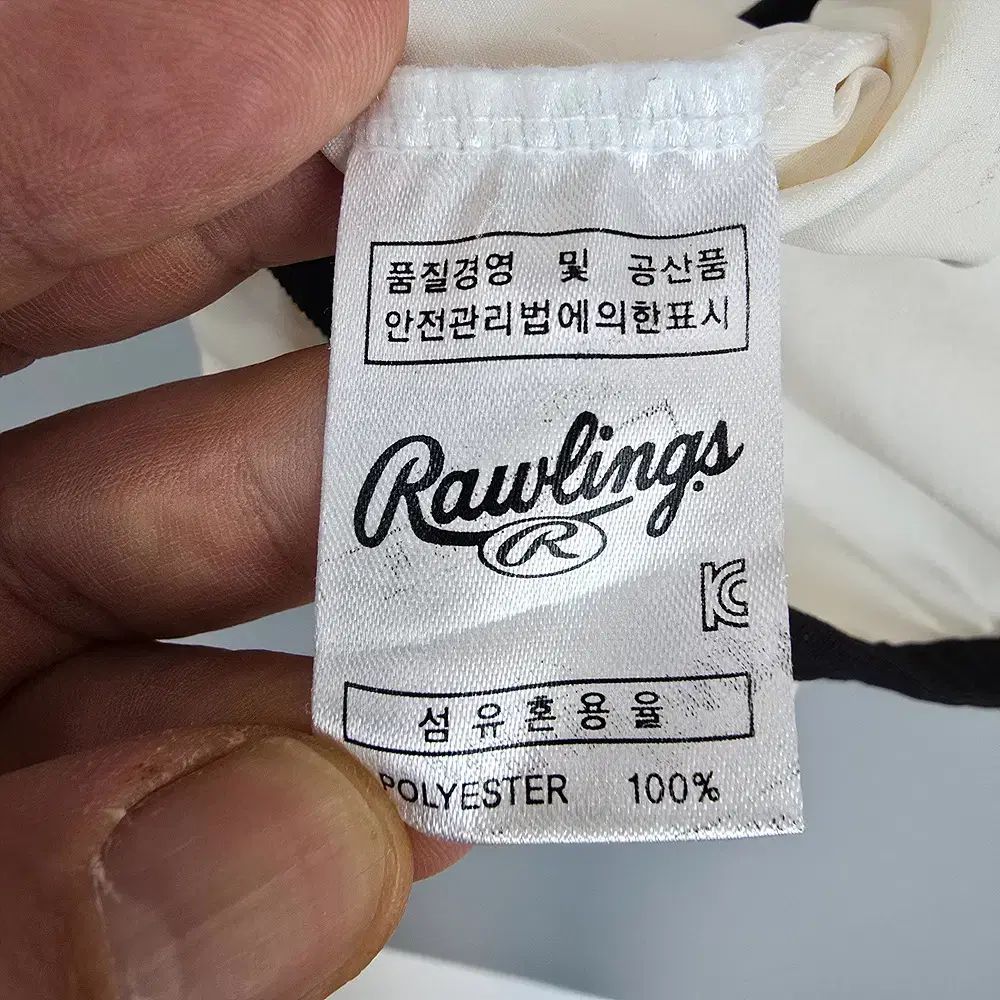 품질경영 및 공산품
안전관리법에의한표시
Rawlings
R
KC
섬유혼용율
POLYESTER 100%